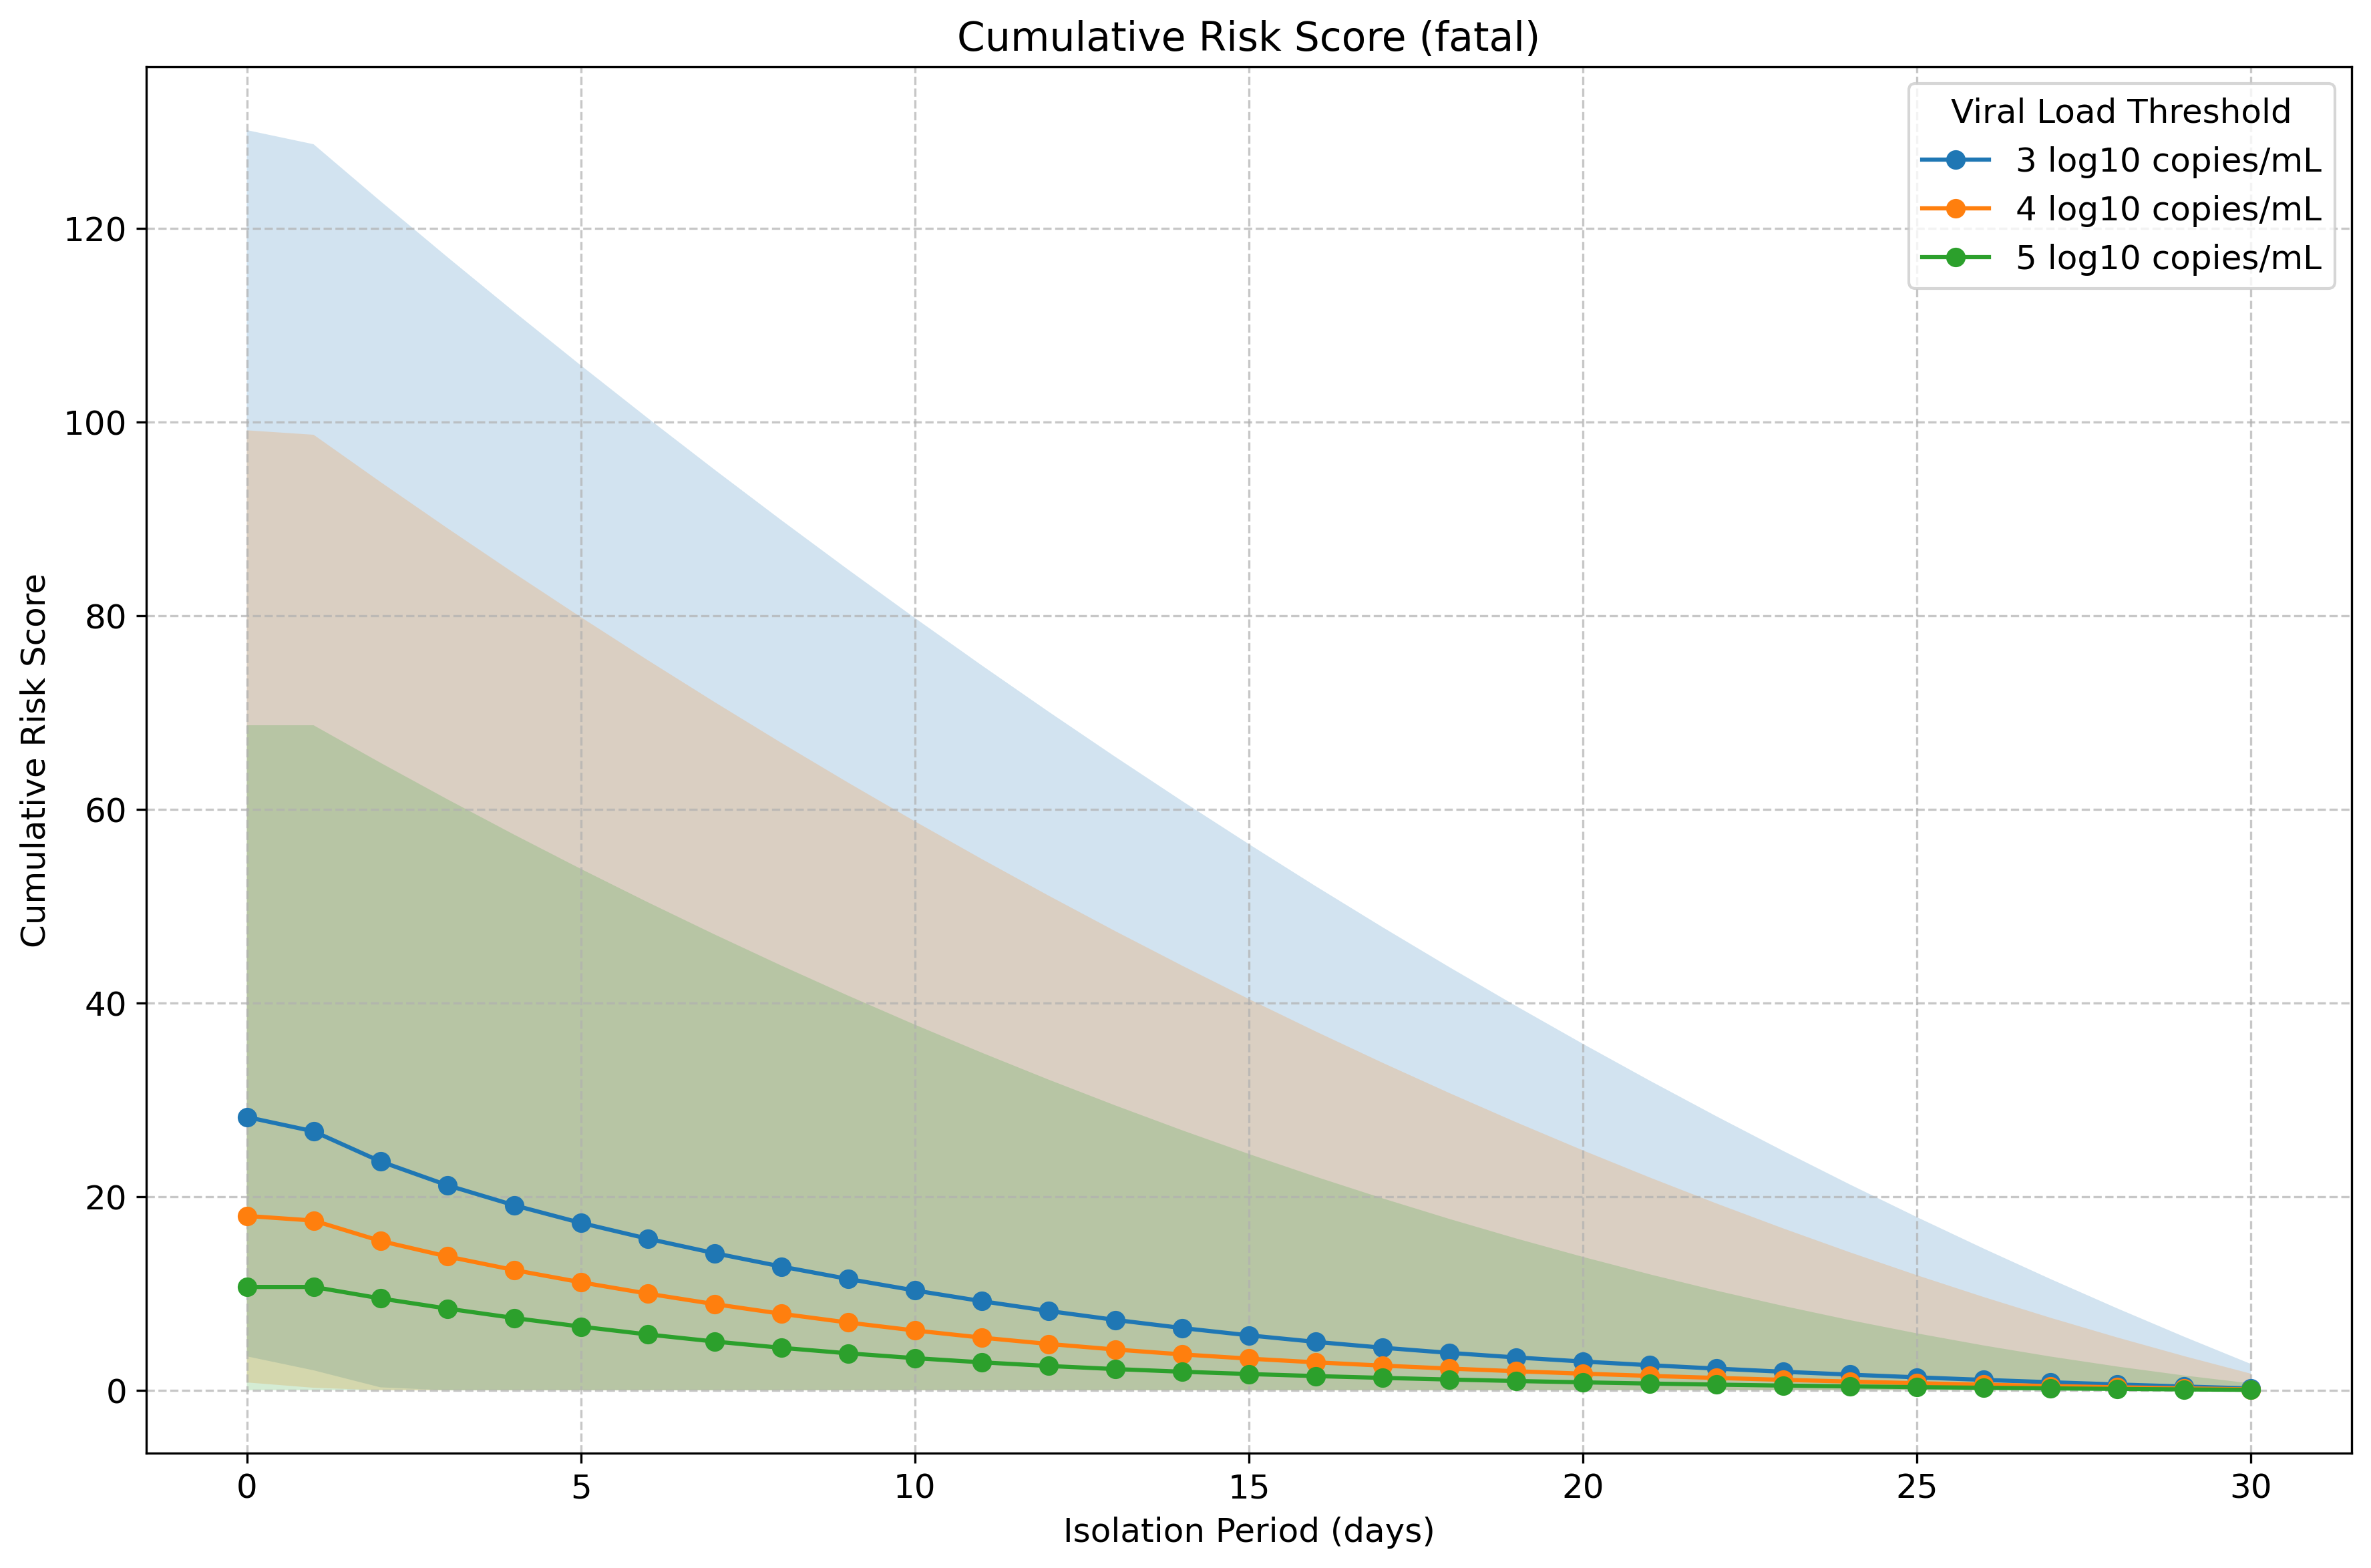 Cumulative Risk Score (fatal)
Viral Load Threshold
3 log10 copies/mL
4 log10 copies/mL
5 log10 copies/mL
Cumulative Risk Score
120
100
80
60
40
20
0
0 5 10 15 20 25 30
Isolation Period (days)